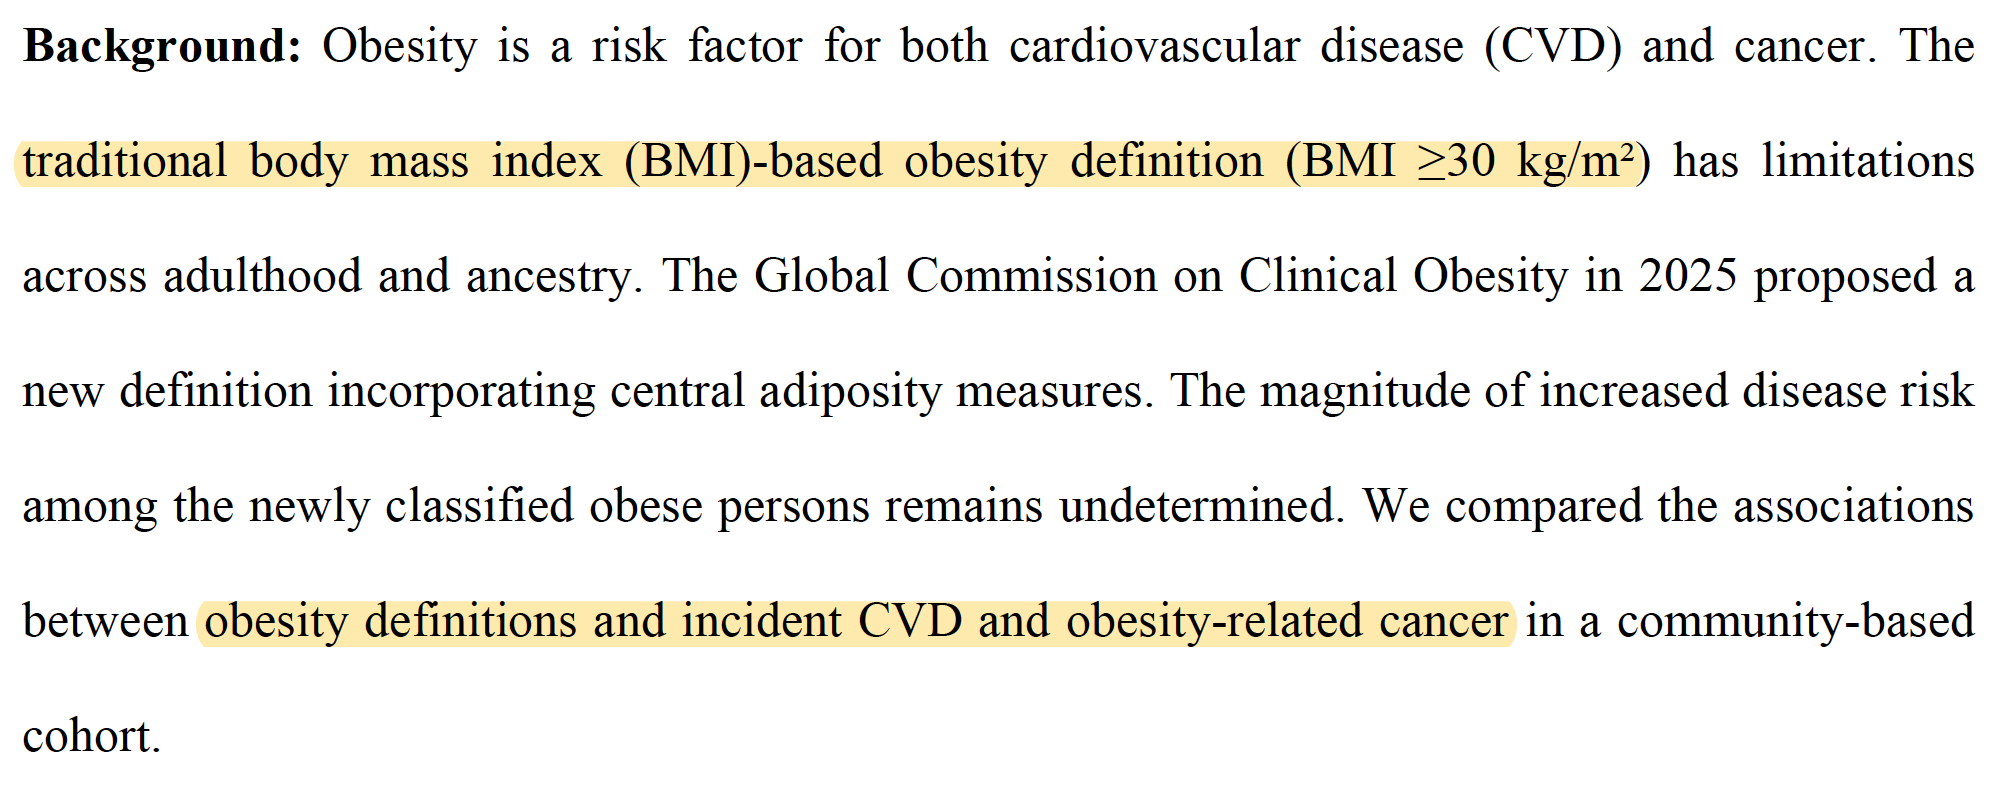 Background: Obesity is a risk factor for both cardiovascular disease (CVD) and cancer. The
traditional body mass index (BMI)-based obesity definition (BMI ≥30 kg/m²) has limitations
across adulthood and ancestry. The Global Commission on Clinical Obesity in 2025 proposed a
new definition incorporating central adiposity measures. The magnitude of increased disease risk
among the newly classified obese persons remains undetermined. We compared the associations
between obesity definitions and incident CVD and obesity-related cancer in a community-based
cohort.